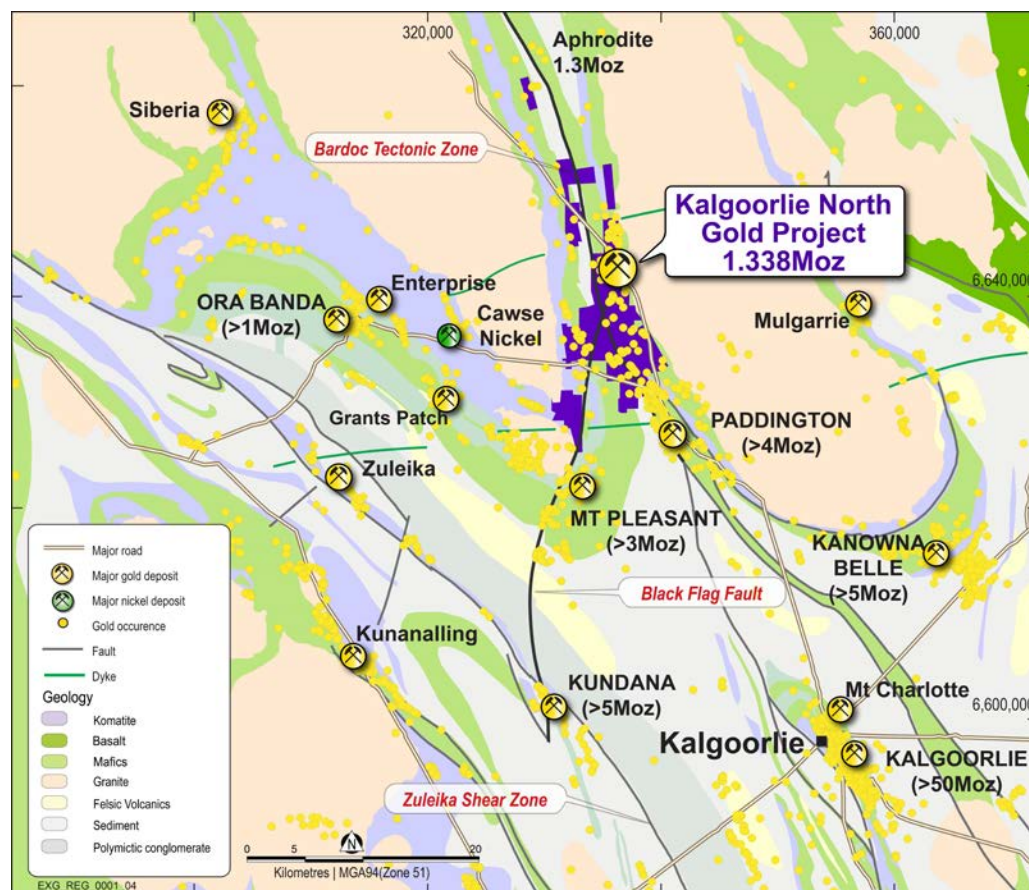 320,000
360,000
Aphrodite
1.3Moz
Siberia
Bardoc Tectonic Zone
Kalgoorlie North
Gold Project
1.338Moz
6,640,000
Enterprise
ORA BANDA
(>1Moz)
Cawse
Nickel
Mulgarrie
Grants Patch
PADDINGTON
(>4Moz)
Zuleika
MT PLEASANT
(>3Moz)
KANOWNA
BELLE
(>5Moz)
Black Flag Fault
Kunanalling
KUNDANA
(>5Moz)
Mt Charlotte
6,600,000
Kalgoorlie
KALGOORLIE
(>50Moz)
Zuleika Shear Zone
Major road
Major gold deposit
Major nickel deposit
Gold occurence
Fault
Dyke
Geology
Komatite
Basalt
Mafics
Granite
Felsic Volcanics
Sediment
Polymictic conglomerate
N
0 5 10 20
Kilometres | MGA94(Zone 51)
EXG_REG_0001_04